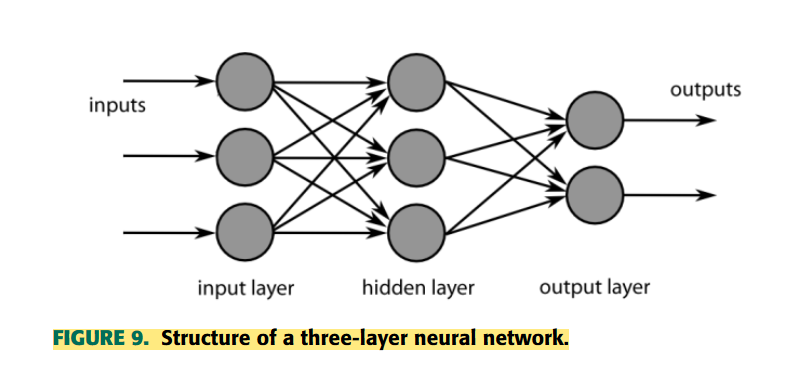 inputs
outputs
input layer
hidden layer
output layer
FIGURE 9. Structure of a three-layer neural network.